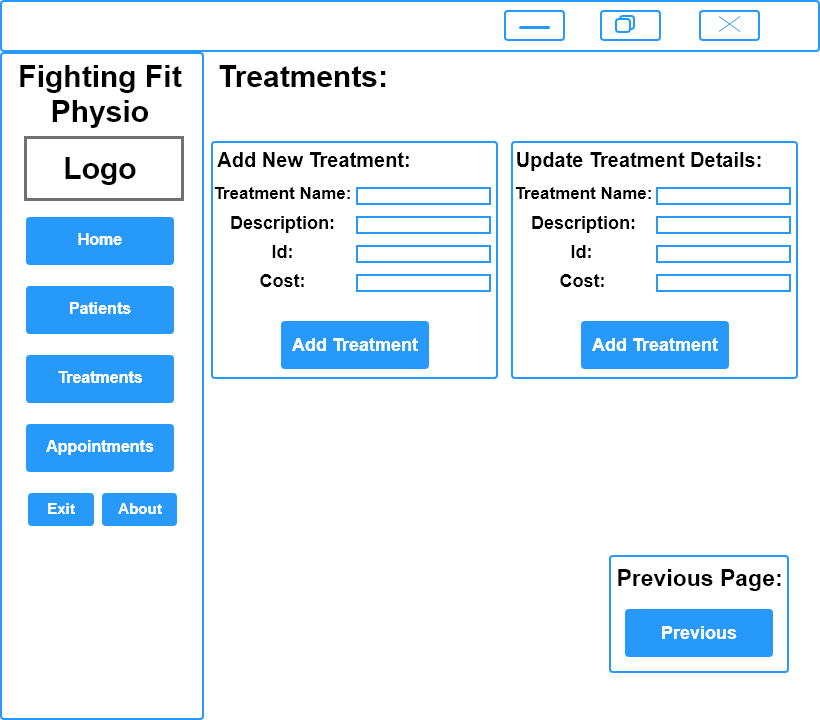 Fighting Fit
Physio
Logo
Home
Patients
Treatments
Appointments
Exit
About
Treatments:
Add New Treatment:
Treatment Name:
Description:
Id:
Cost:
Add Treatment
Update Treatment Details:
Treatment Name:
Description:
Id:
Cost:
Add Treatment
Previous Page:
Previous